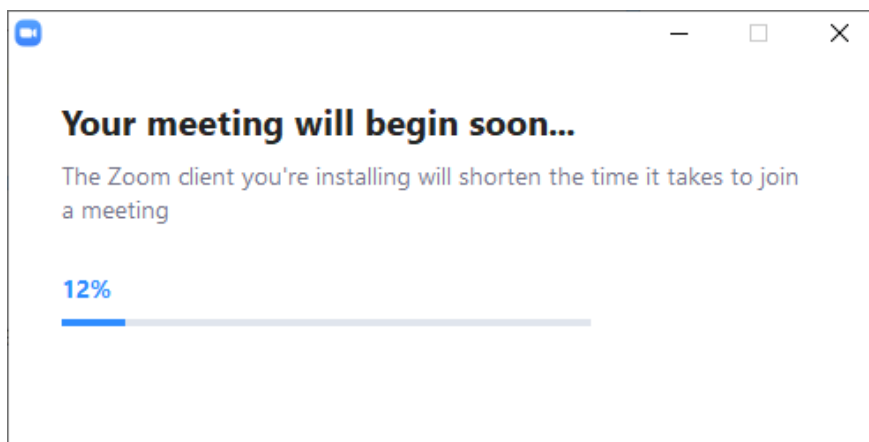 Your meeting will begin soon...
The Zoom client you're installing will shorten the time it takes to join
a meeting
12%